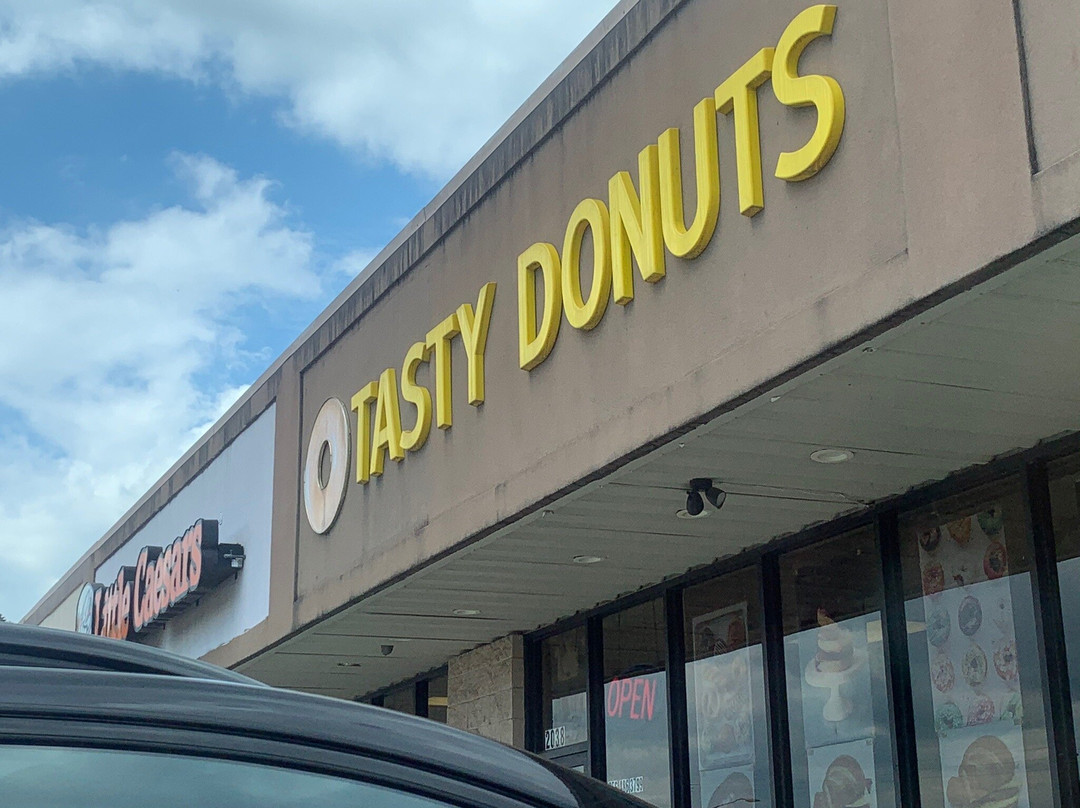 TASTY DONUTS
Little Caesars
OPEN
2038